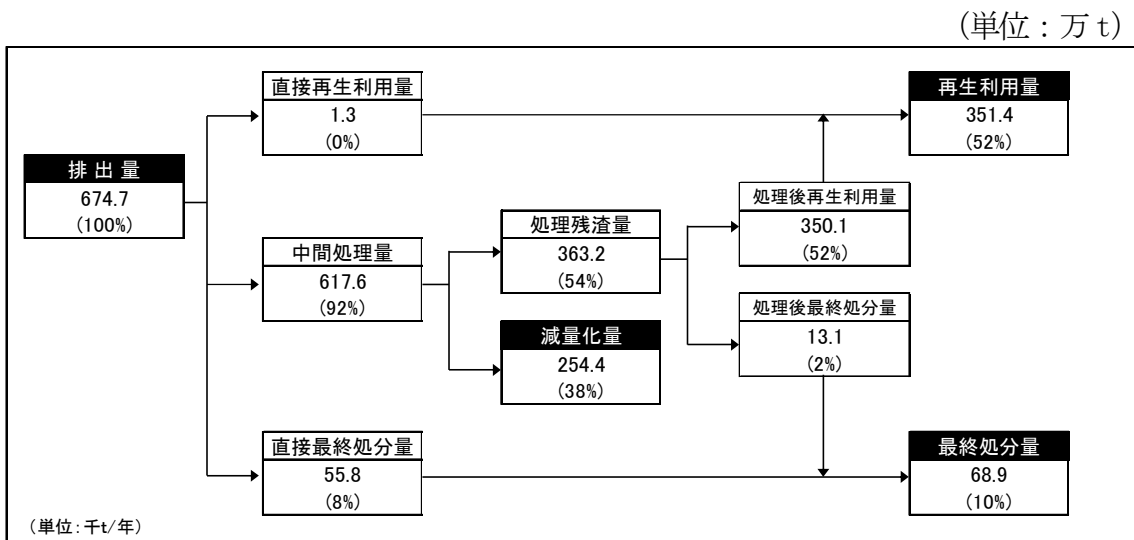 (単位：万 t)
直接再生利用量
1.3
(0%)
再生利用量
351.4
(52%)
排 出 量
674.7
(100%)
処理後再生利用量
350.1
(52%)
処理残渣量
363.2
(54%)
中間処理量
617.6
(92%)
処理後最終処分量
13.1
(2%)
減量化量
254.4
(38%)
直接最終処分量
55.8
(8%)
最終処分量
68.9
(10%)
(単位:千t/年)